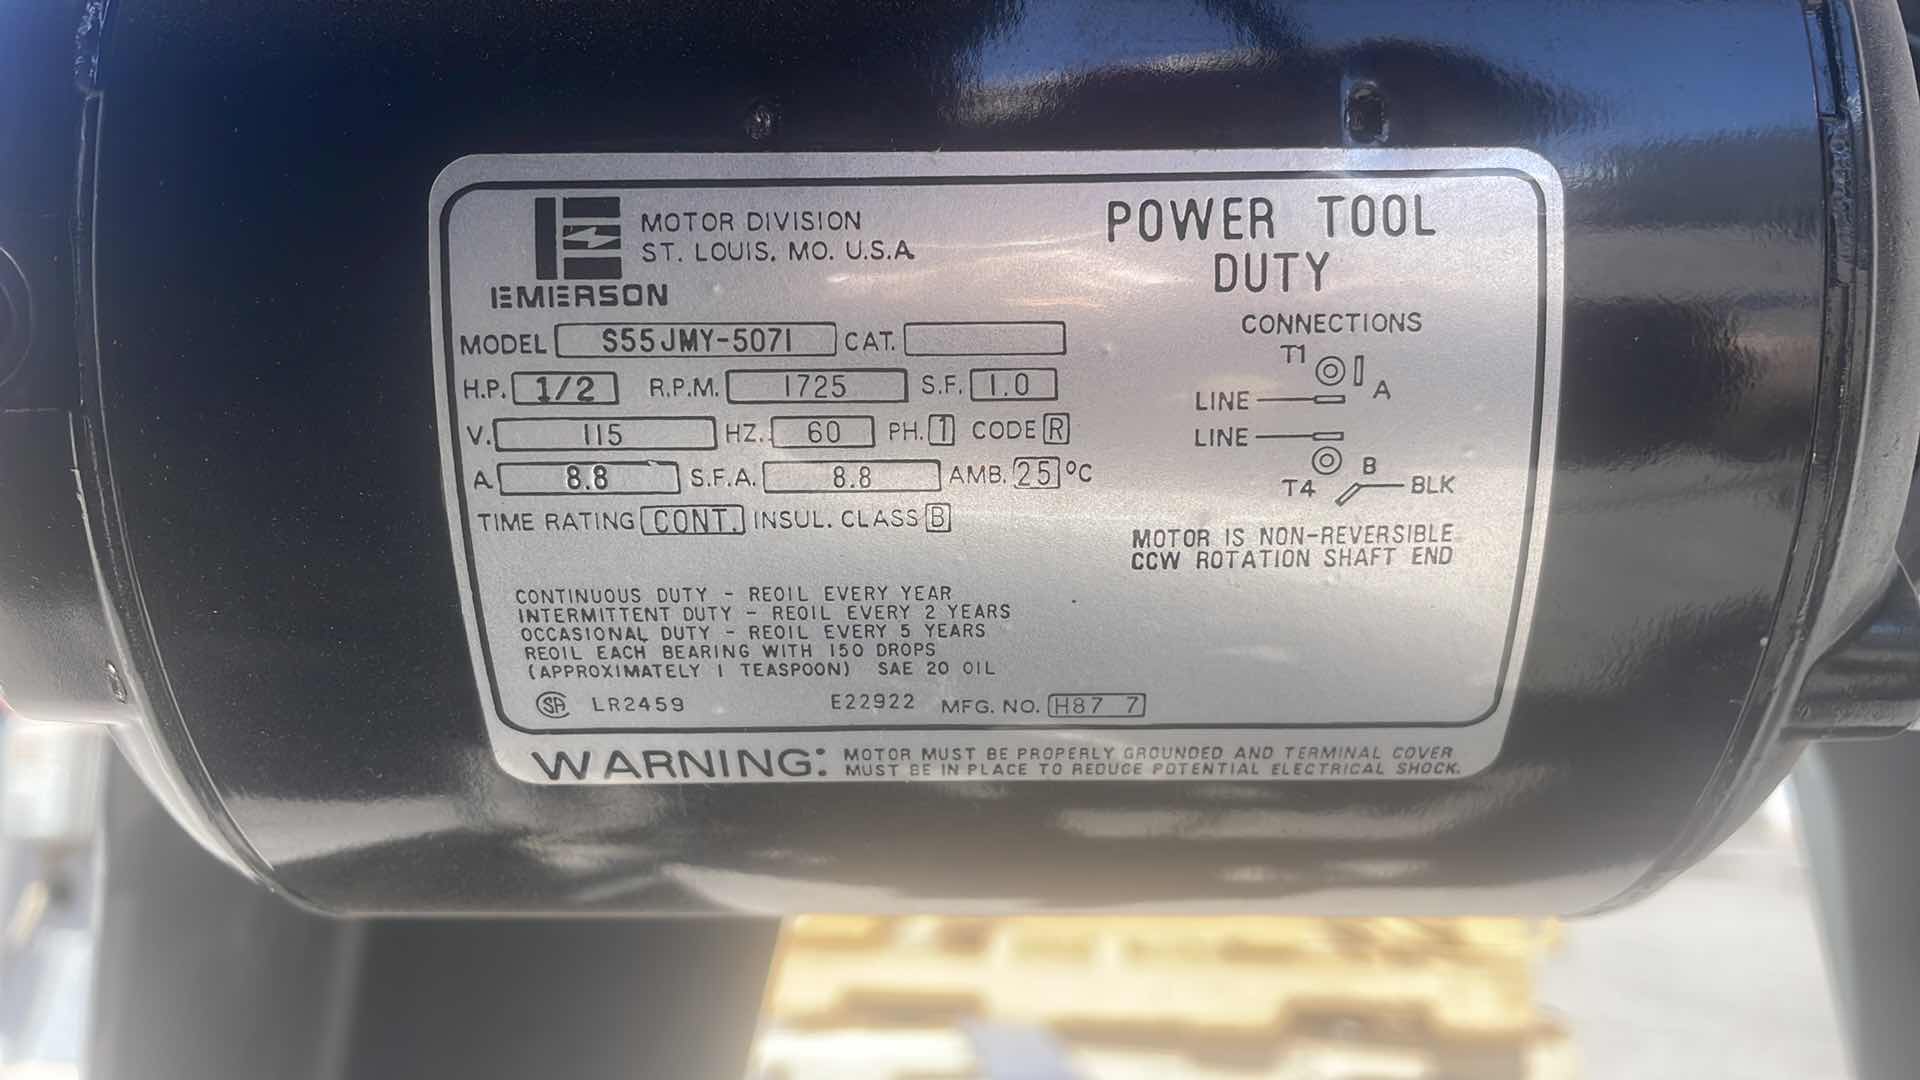 MOTOR DIVISION
ST. LOUIS, MO. U.S.A.
EMERSON
POWER TOOL
DUTY
MODEL S55JMY-5071 CAT.
H.P. 1/2 R.P.M. 1725 S.F. 1.0
V. 115 HZ. 60 PH. 1 CODE R
A 8.8 S.F.A. 8.8 AMB. 25 °C
TIME RATING CONT. INSUL. CLASS B
CONNECTIONS
T1
A
LINE
LINE
B
T4 BLK
MOTOR IS NON-REVERSIBLE
CCW ROTATION SHAFT END
CONTINUOUS DUTY - REOIL EVERY YEAR
INTERMITTENT DUTY - REOIL EVERY 2 YEARS
OCCASIONAL DUTY - REOIL EVERY 5 YEARS
REOIL EACH BEARING WITH 150 DROPS
(APPROXIMATELY 1 TEASPOON) SAE 20 OIL
SA LR2459 E22922 MFG. NO. H87 7
WARNING: MOTOR MUST BE PROPERLY GROUNDED AND TERMINAL COVER
MUST BE IN PLACE TO REDUCE POTENTIAL ELECTRICAL SHOCK.